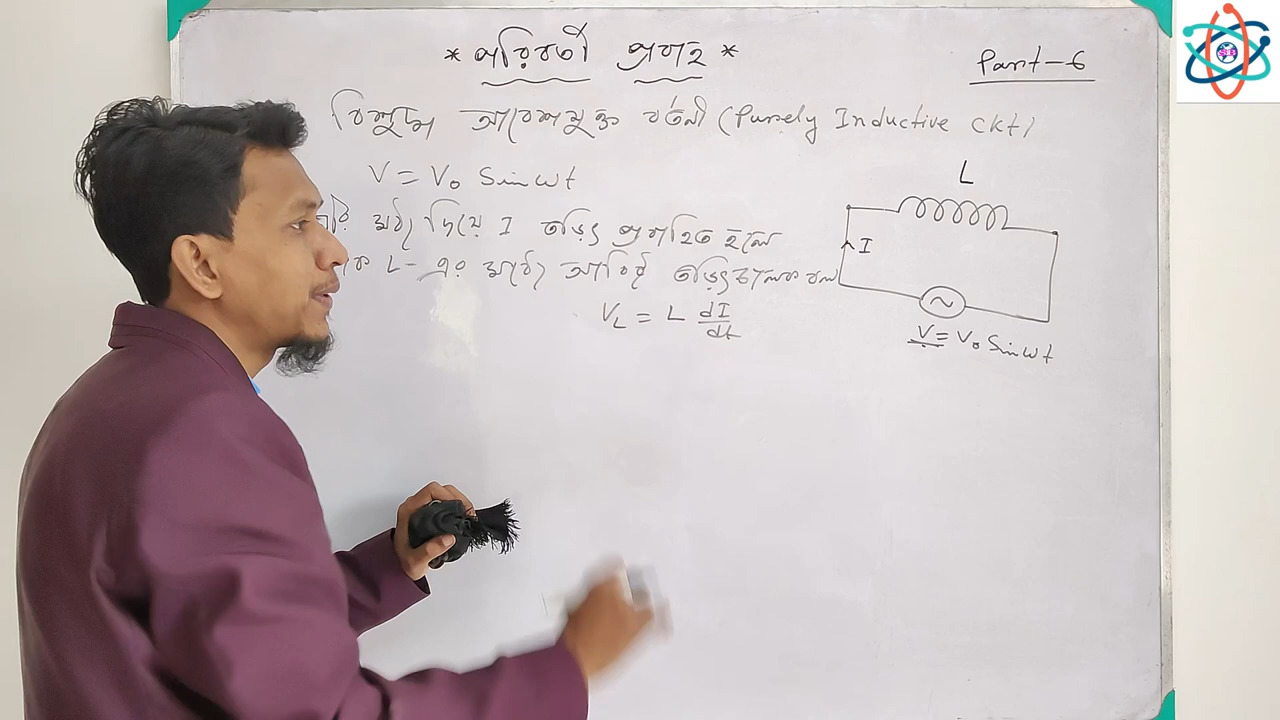 * পরিবর্তী প্রবাহ *
Part-6
বিশুদ্ধ আবেশযুক্ত বর্তনী (Purely Inductive ckt)
V = V₀ Sin ωt
L
মধ্য দিয়ে I তড়িৎ প্রবাহিত হলে
I
L- এর মধ্যে আবিষ্ট তড়িৎচালক বল
V_L = L dI/dt
V = V₀ Sin ωt